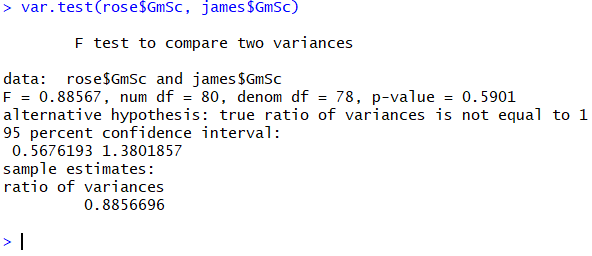 > var.test(rose$GmSc, james$GmSc)
F test to compare two variances
data:  rose$GmSc and james$GmSc
F = 0.88567, num df = 80, denom df = 78, p-value = 0.5901
alternative hypothesis: true ratio of variances is not equal to 1
95 percent confidence interval:
0.5676193 1.3801857
sample estimates:
ratio of variances
0.8856696
>